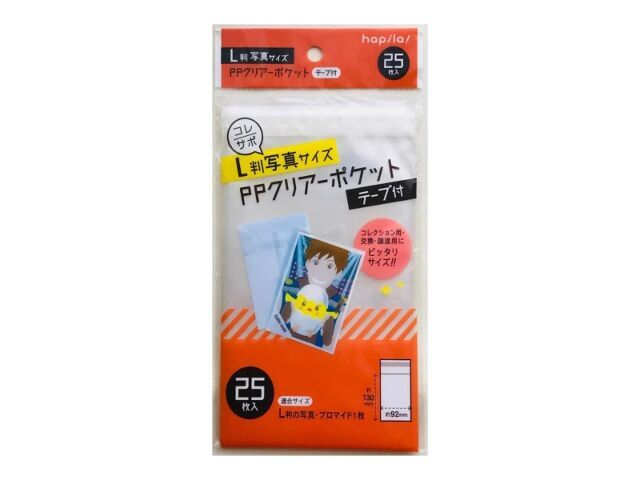 hapila!
L判 写真サイズ
PPクリアーポケット テープ付
25
枚入
コレ
サポ
L判写真サイズ
PPクリアーポケット
テープ付
コレクション用・
交換・譲渡用に
ピッタリ
サイズ!!
25
枚入
適合サイズ
L判の写真・ブロマイド1枚
約
130
mm
約92mm